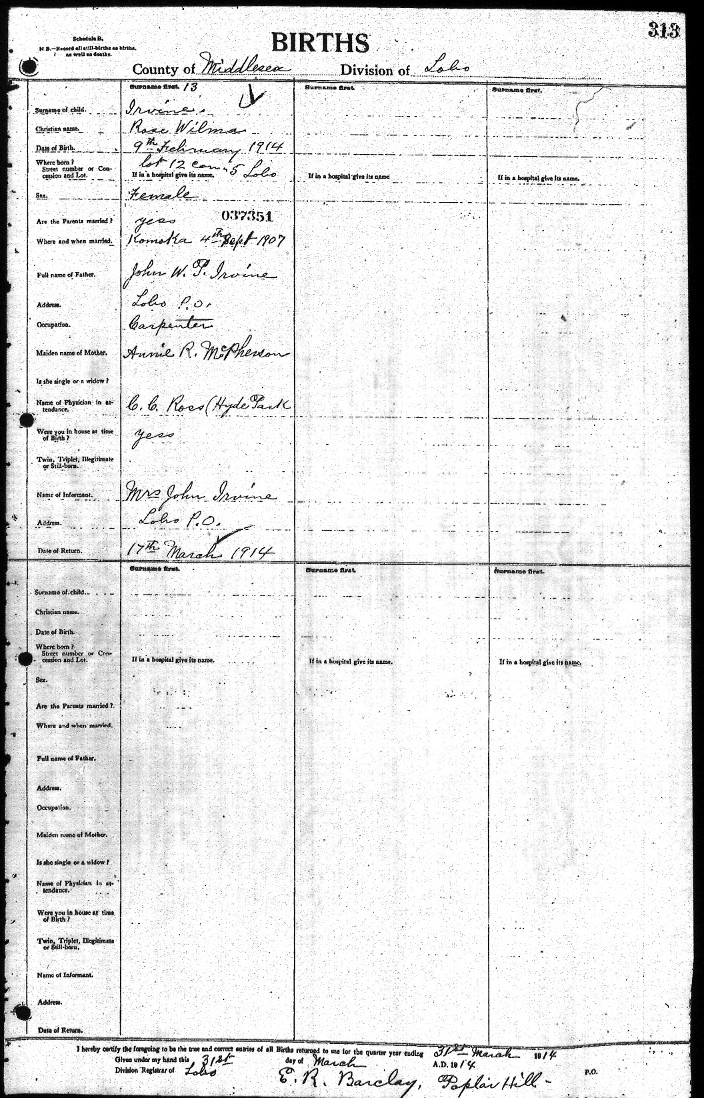 313
Schedule B.
N. B.—Record all still-births as births,
as well as deaths.
BIRTHS
County of Middlesex Division of Lobo
Surname first. 13 Surname first. Surname first.
Surname of child. Irvine.
Christian name. Rose Wilma
Date of Birth. 9th February 1914
Where born? lot 12 con 5 Lobo
Street number or Con-
cession and Lot. If in a hospital give its name. If in a hospital give its name If in a hospital give its name.
Sex. Female
037351
Are the Parents married? yess
Where and when married. Komoka 4th Sept 1907
Full name of Father. John W. P. Irvine
Address. Lobo P.O.
Occupation. Carpenter
Maiden name of Mother. Annie R. McPherson
Is she single or a widow?
Name of Physician in at-
tendance. C. C. Ross (Hyde Park
Were you in house at time
of Birth? yess
Twin, Triplet, Illegitimate
or Still-born.
Name of Informant. Mrs John Irvine
Address. Lobo P.O.
Date of Return. 17th March 1914
Surname first. Surname first. Surname first.
Surname of child.
Christian name.
Date of Birth.
Where born?
Street number or Con-
cession and Lot. If in a hospital give its name. If in a hospital give its name. If in a hospital give its name.
Sex.
Are the Parents married?
Where and when married.
Full name of Father.
Address.
Occupation.
Maiden name of Mother.
Is she single or a widow?
Name of Physician in at-
tendance.
Were you in house at time
of Birth?
Twin, Triplet, Illegitimate
or Still-born.
Name of Informant.
Address.
Date of Return.
I hereby certify the foregoing to be the true and correct entries of all Births returned to me for the quarter year ending 31st March 1914
Given under my hand this 31st day of March A.D. 1914.
Division Registrar of Lobo E. R. Barclay, Poplar Hill - P.O.